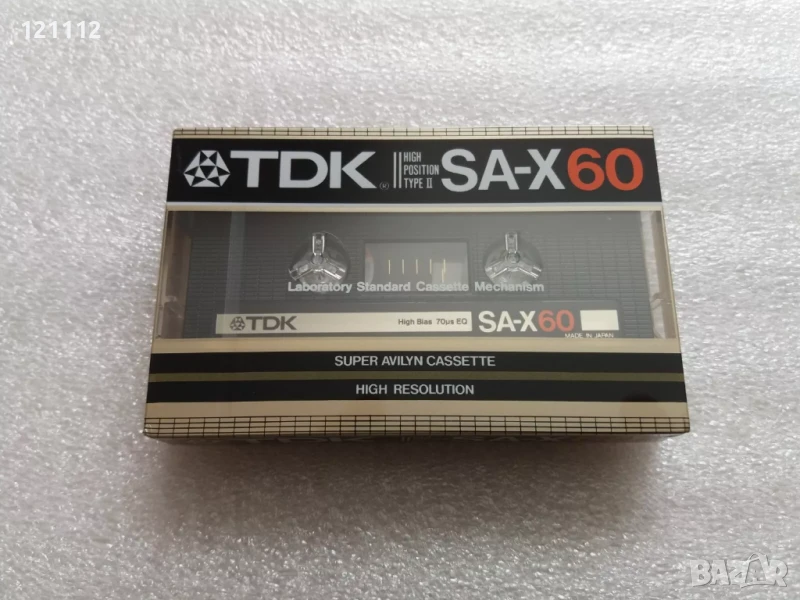 121112
TDK® HIGH POSITION TYPE II SA-X60
Laboratory Standard Cassette Mechanism
TDK High Bias 70µs EQ SA-X60
MADE IN JAPAN
SUPER AVILYN CASSETTE
HIGH RESOLUTION
BAZAR